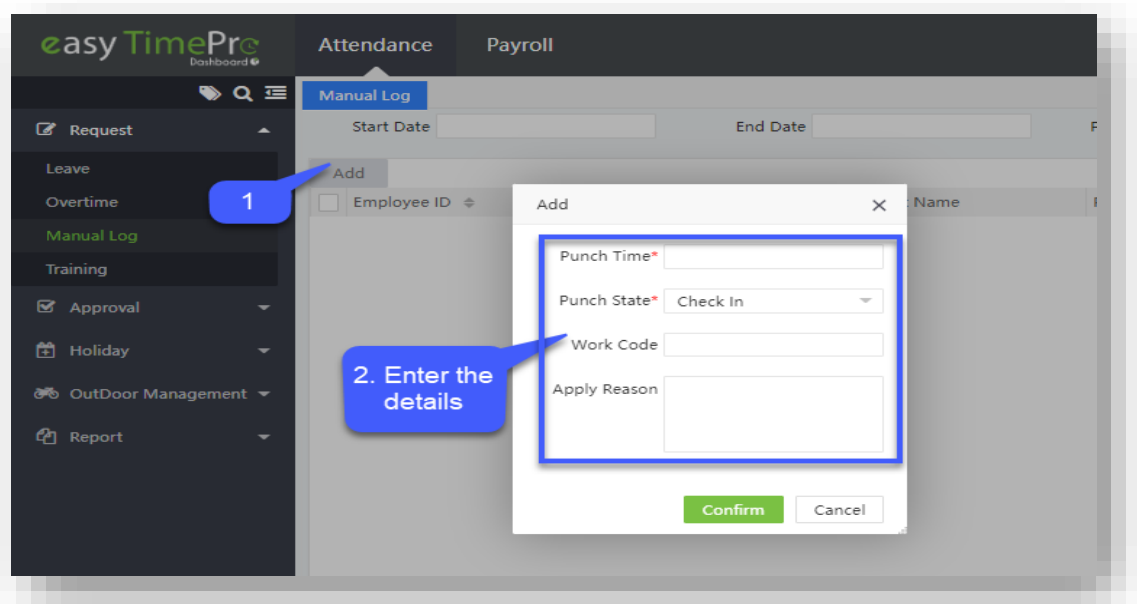 easy TimePro
Dashboard
Attendance
Payroll
Manual Log
Request
Start Date
End Date
Leave
Add
Overtime
1
Employee ID
Add
Name
Manual Log
Training
Punch Time*
Approval
Punch State*
Check In
Holiday
Work Code
2. Enter the
details
OutDoor Management
Apply Reason
Report
Confirm
Cancel